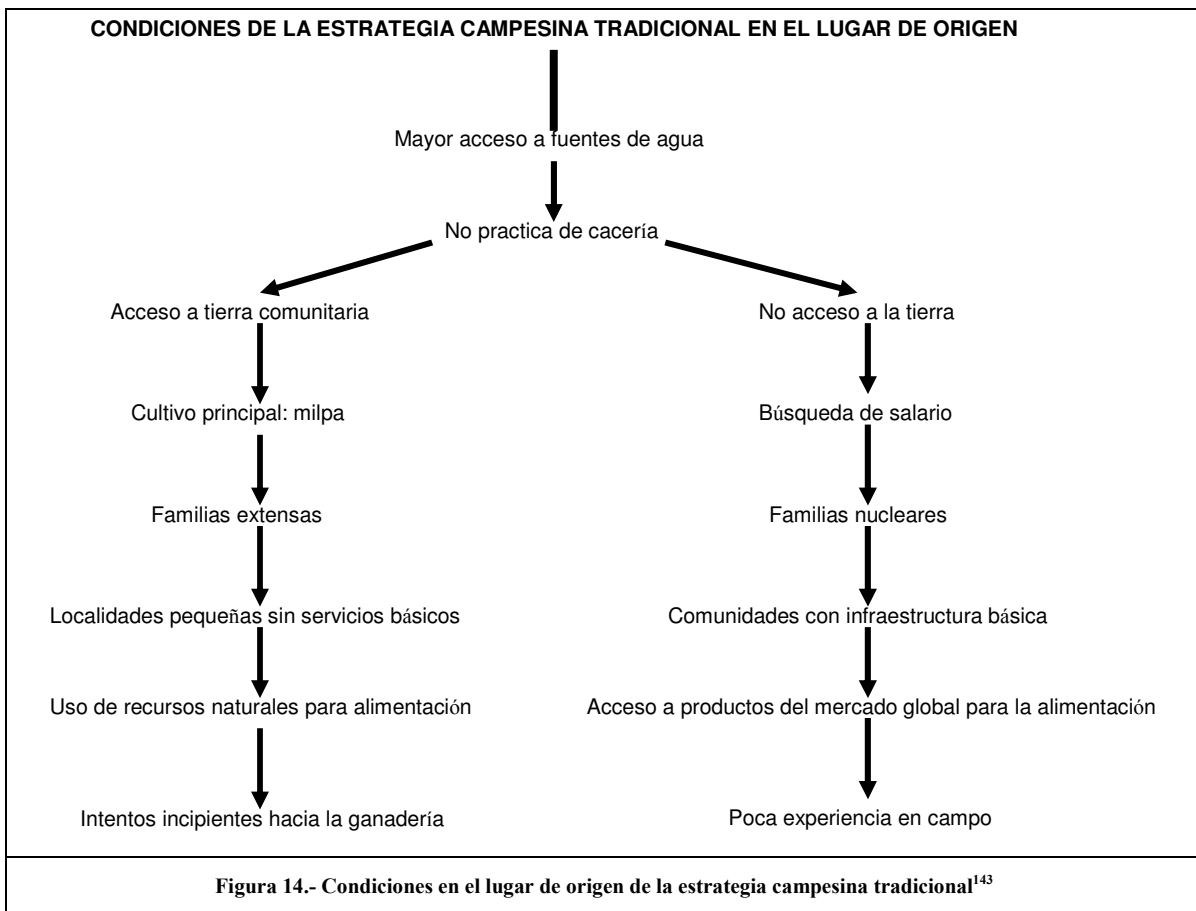 CONDICIONES DE LA ESTRATEGIA CAMPESINA TRADICIONAL EN EL LUGAR DE ORIGEN
Mayor acceso a fuentes de agua
No practica de cacería
Acceso a tierra comunitaria
No acceso a la tierra
Cultivo principal: milpa
Búsqueda de salario
Familias extensas
Familias nucleares
Localidades pequeñas sin servicios básicos
Comunidades con infraestructura básica
Uso de recursos naturales para alimentación
Acceso a productos del mercado global para la alimentación
Intentos incipientes hacia la ganadería
Poca experiencia en campo
Figura 14.- Condiciones en el lugar de origen de la estrategia campesina tradicional143